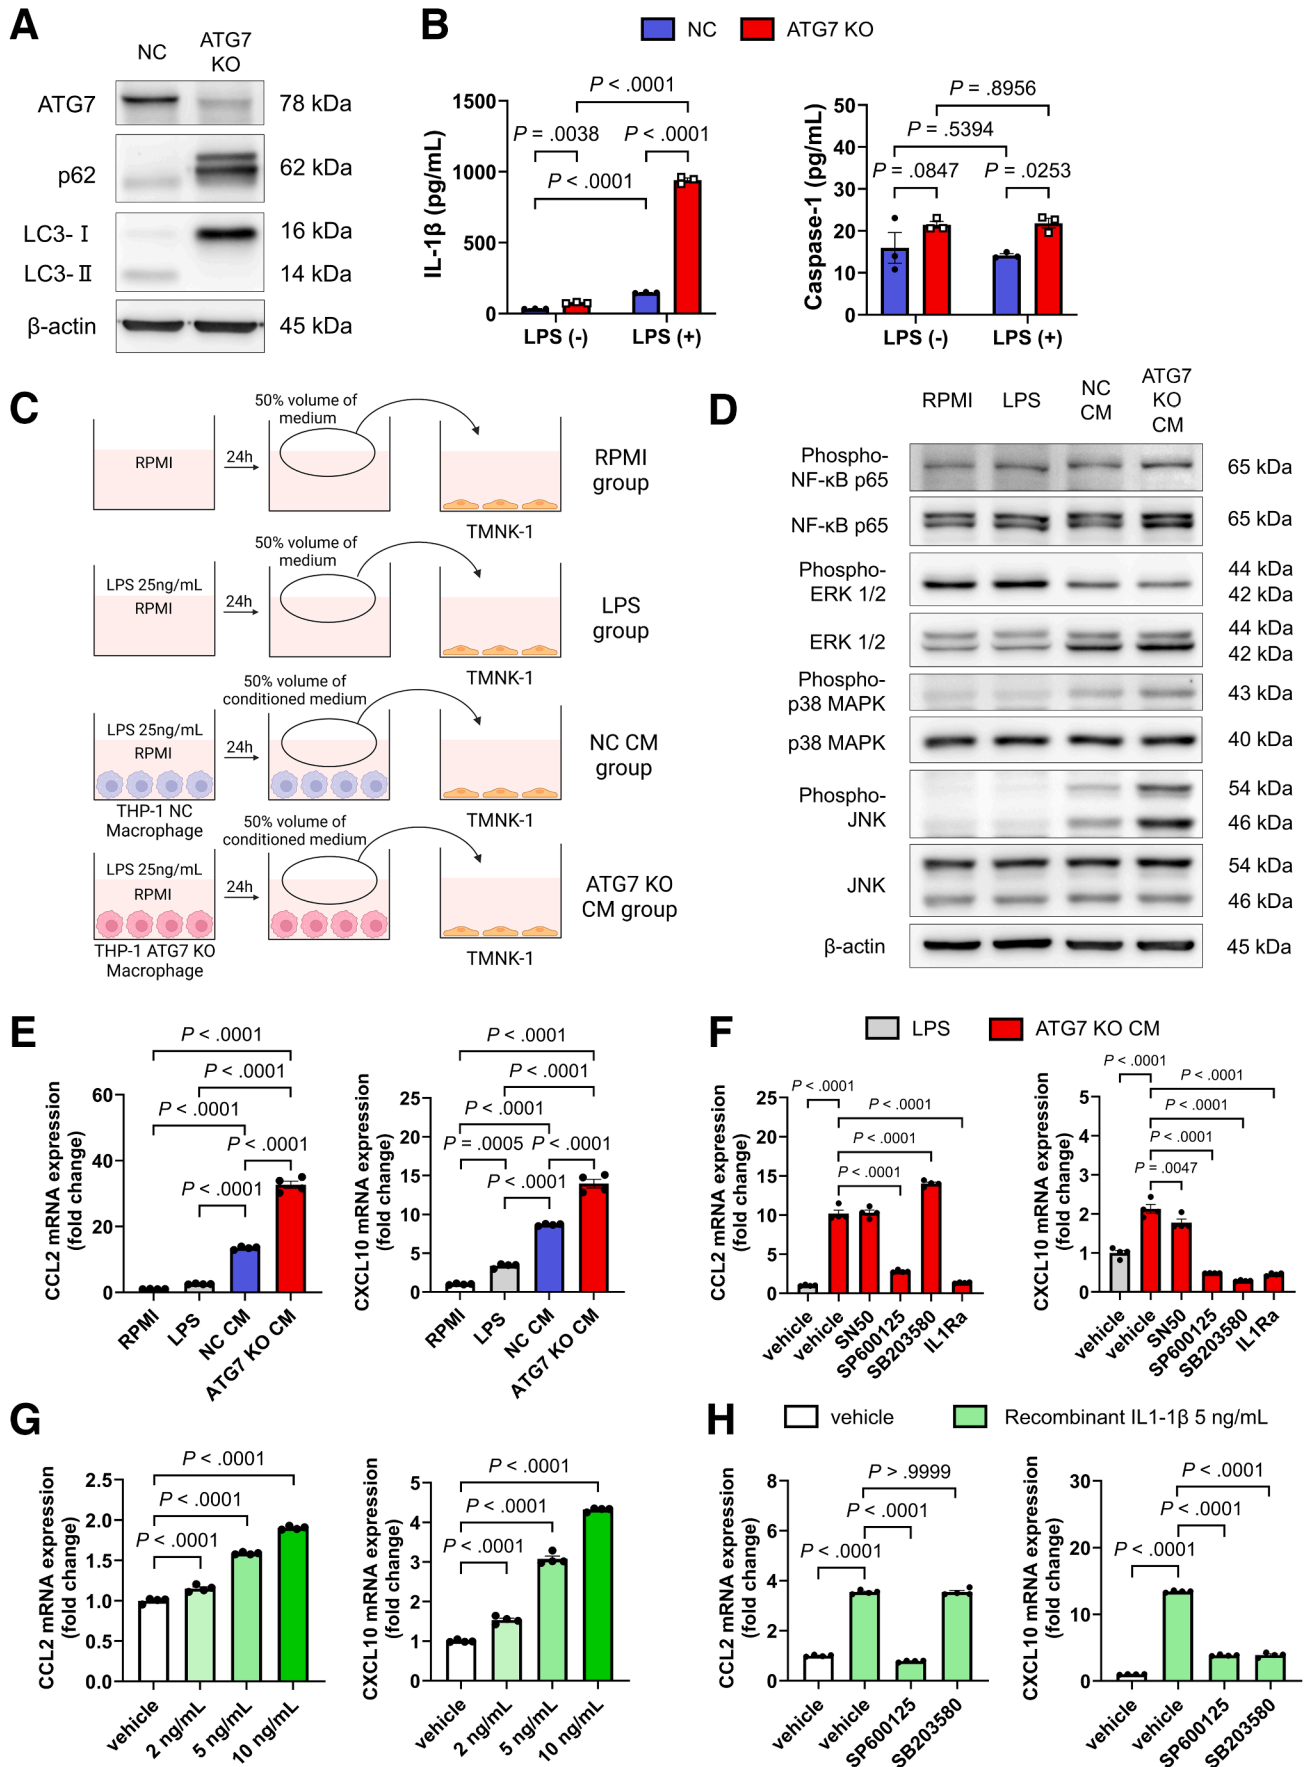 A
NC
ATG7
KO
ATG7
78 kDa
p62
62 kDa
LC3-Ⅰ
16 kDa
LC3-Ⅱ
14 kDa
β-actin
45 kDa
B
NC
ATG7 KO
IL-1β (pg/mL)
1500
1000
500
0
P < .0001
P = .0038
P < .0001
P < .0001
LPS (-)
LPS (+)
Caspase-1 (pg/mL)
50
40
30
20
10
0
P = .8956
P = .5394
P = .0847
P = .0253
LPS (-)
LPS (+)
C
RPMI
24h
50% volume of
medium
TMNK-1
RPMI
group
LPS 25ng/mL
RPMI
24h
50% volume of
medium
TMNK-1
LPS
group
LPS 25ng/mL
RPMI
24h
50% volume of
conditioned medium
THP-1 NC
Macrophage
TMNK-1
NC CM
group
LPS 25ng/mL
RPMI
24h
50% volume of
conditioned medium
THP-1 ATG7 KO
Macrophage
TMNK-1
ATG7 KO
CM group
D
RPMI
LPS
NC
CM
ATG7
KO
CM
Phospho-
NF-κB p65
65 kDa
NF-κB p65
65 kDa
Phospho-
ERK 1/2
44 kDa
42 kDa
ERK 1/2
44 kDa
42 kDa
Phospho-
p38 MAPK
43 kDa
p38 MAPK
40 kDa
Phospho-
JNK
54 kDa
46 kDa
JNK
54 kDa
46 kDa
β-actin
45 kDa
E
CCL2 mRNA expression
(fold change)
60
40
20
0
P < .0001
P < .0001
P < .0001
P < .0001
P < .0001
RPMI
LPS
NC CM
ATG7 KO CM
CXCL10 mRNA expression
(fold change)
25
20
15
10
5
0
P < .0001
P < .0001
P < .0001
P = .0005
P < .0001
P < .0001
RPMI
LPS
NC CM
ATG7 KO CM
F
LPS
ATG7 KO CM
CCL2 mRNA expression
(fold change)
25
20
15
10
5
0
P < .0001
P < .0001
P < .0001
P < .0001
vehicle
vehicle
SN50
SP600125
SB203580
IL1Ra
CXCL10 mRNA expression
(fold change)
5
4
3
2
1
0
P < .0001
P < .0001
P < .0001
P < .0001
P = .0047
vehicle
vehicle
SN50
SP600125
SB203580
IL1Ra
G
CCL2 mRNA expression
(fold change)
2.5
2.0
1.5
1.0
0.5
0.0
P < .0001
P < .0001
P < .0001
vehicle
2 ng/mL
5 ng/mL
10 ng/mL
CXCL10 mRNA expression
(fold change)
5
4
3
2
1
0
P < .0001
P < .0001
P < .0001
vehicle
2 ng/mL
5 ng/mL
10 ng/mL
H
vehicle
Recombinant IL1-1β 5 ng/mL
CCL2 mRNA expression
(fold change)
8
6
4
2
0
P > .9999
P < .0001
P < .0001
vehicle
vehicle
SP600125
SB203580
CXCL10 mRNA expression
(fold change)
30
20
10
0
P < .0001
P < .0001
P < .0001
vehicle
vehicle
SP600125
SB203580